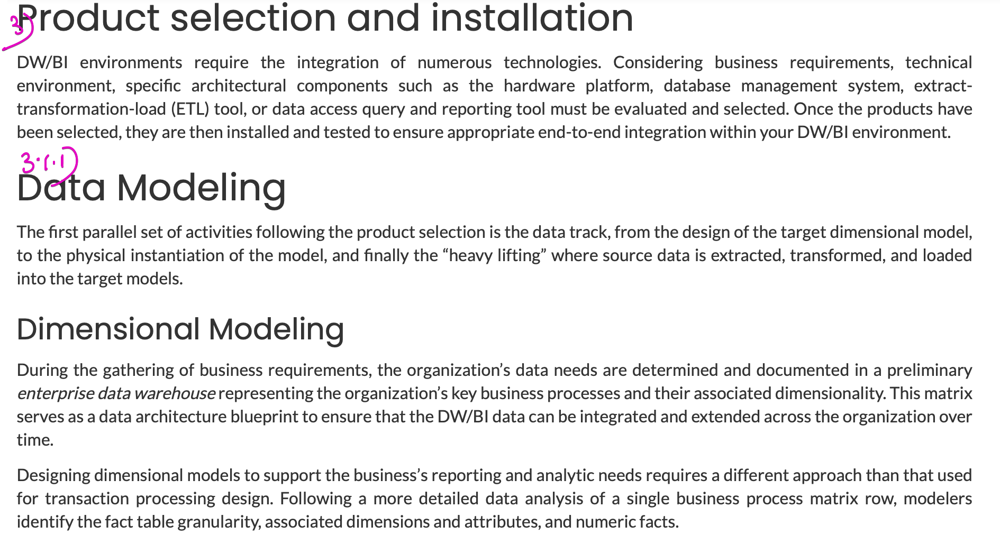 3)
Product selection and installation
DW/BI environments require the integration of numerous technologies. Considering business requirements, technical
environment, specific architectural components such as the hardware platform, database management system, extract-
transformation-load (ETL) tool, or data access query and reporting tool must be evaluated and selected. Once the products have
been selected, they are then installed and tested to ensure appropriate end-to-end integration within your DW/BI environment.
3.1.1)
Data Modeling
The first parallel set of activities following the product selection is the data track, from the design of the target dimensional model,
to the physical instantiation of the model, and finally the “heavy lifting” where source data is extracted, transformed, and loaded
into the target models.
Dimensional Modeling
During the gathering of business requirements, the organization’s data needs are determined and documented in a preliminary
enterprise data warehouse representing the organization’s key business processes and their associated dimensionality. This matrix
serves as a data architecture blueprint to ensure that the DW/BI data can be integrated and extended across the organization over
time.
Designing dimensional models to support the business’s reporting and analytic needs requires a different approach than that used
for transaction processing design. Following a more detailed data analysis of a single business process matrix row, modelers
identify the fact table granularity, associated dimensions and attributes, and numeric facts.